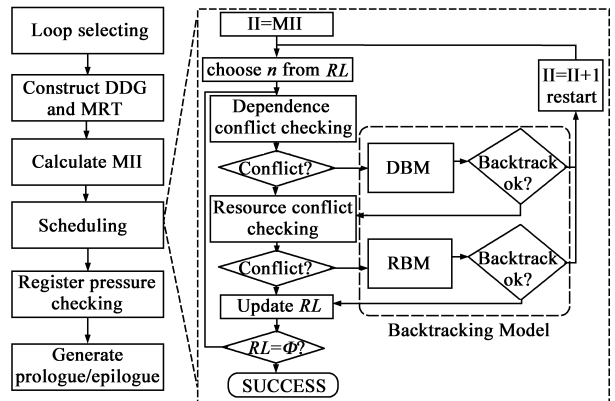 Loop selecting
Construct DDG
and MRT
Calculate MII
Scheduling
Register pressure
checking
Generate
prologue/epilogue
II=MII
choose n from RL
Dependence
conflict checking
Conflict?
DBM
Backtrack
ok?
II=II+1
restart
Resource conflict
checking
Conflict?
RBM
Backtrack
ok?
Update RL
Backtracking Model
RL=Φ?
SUCCESS